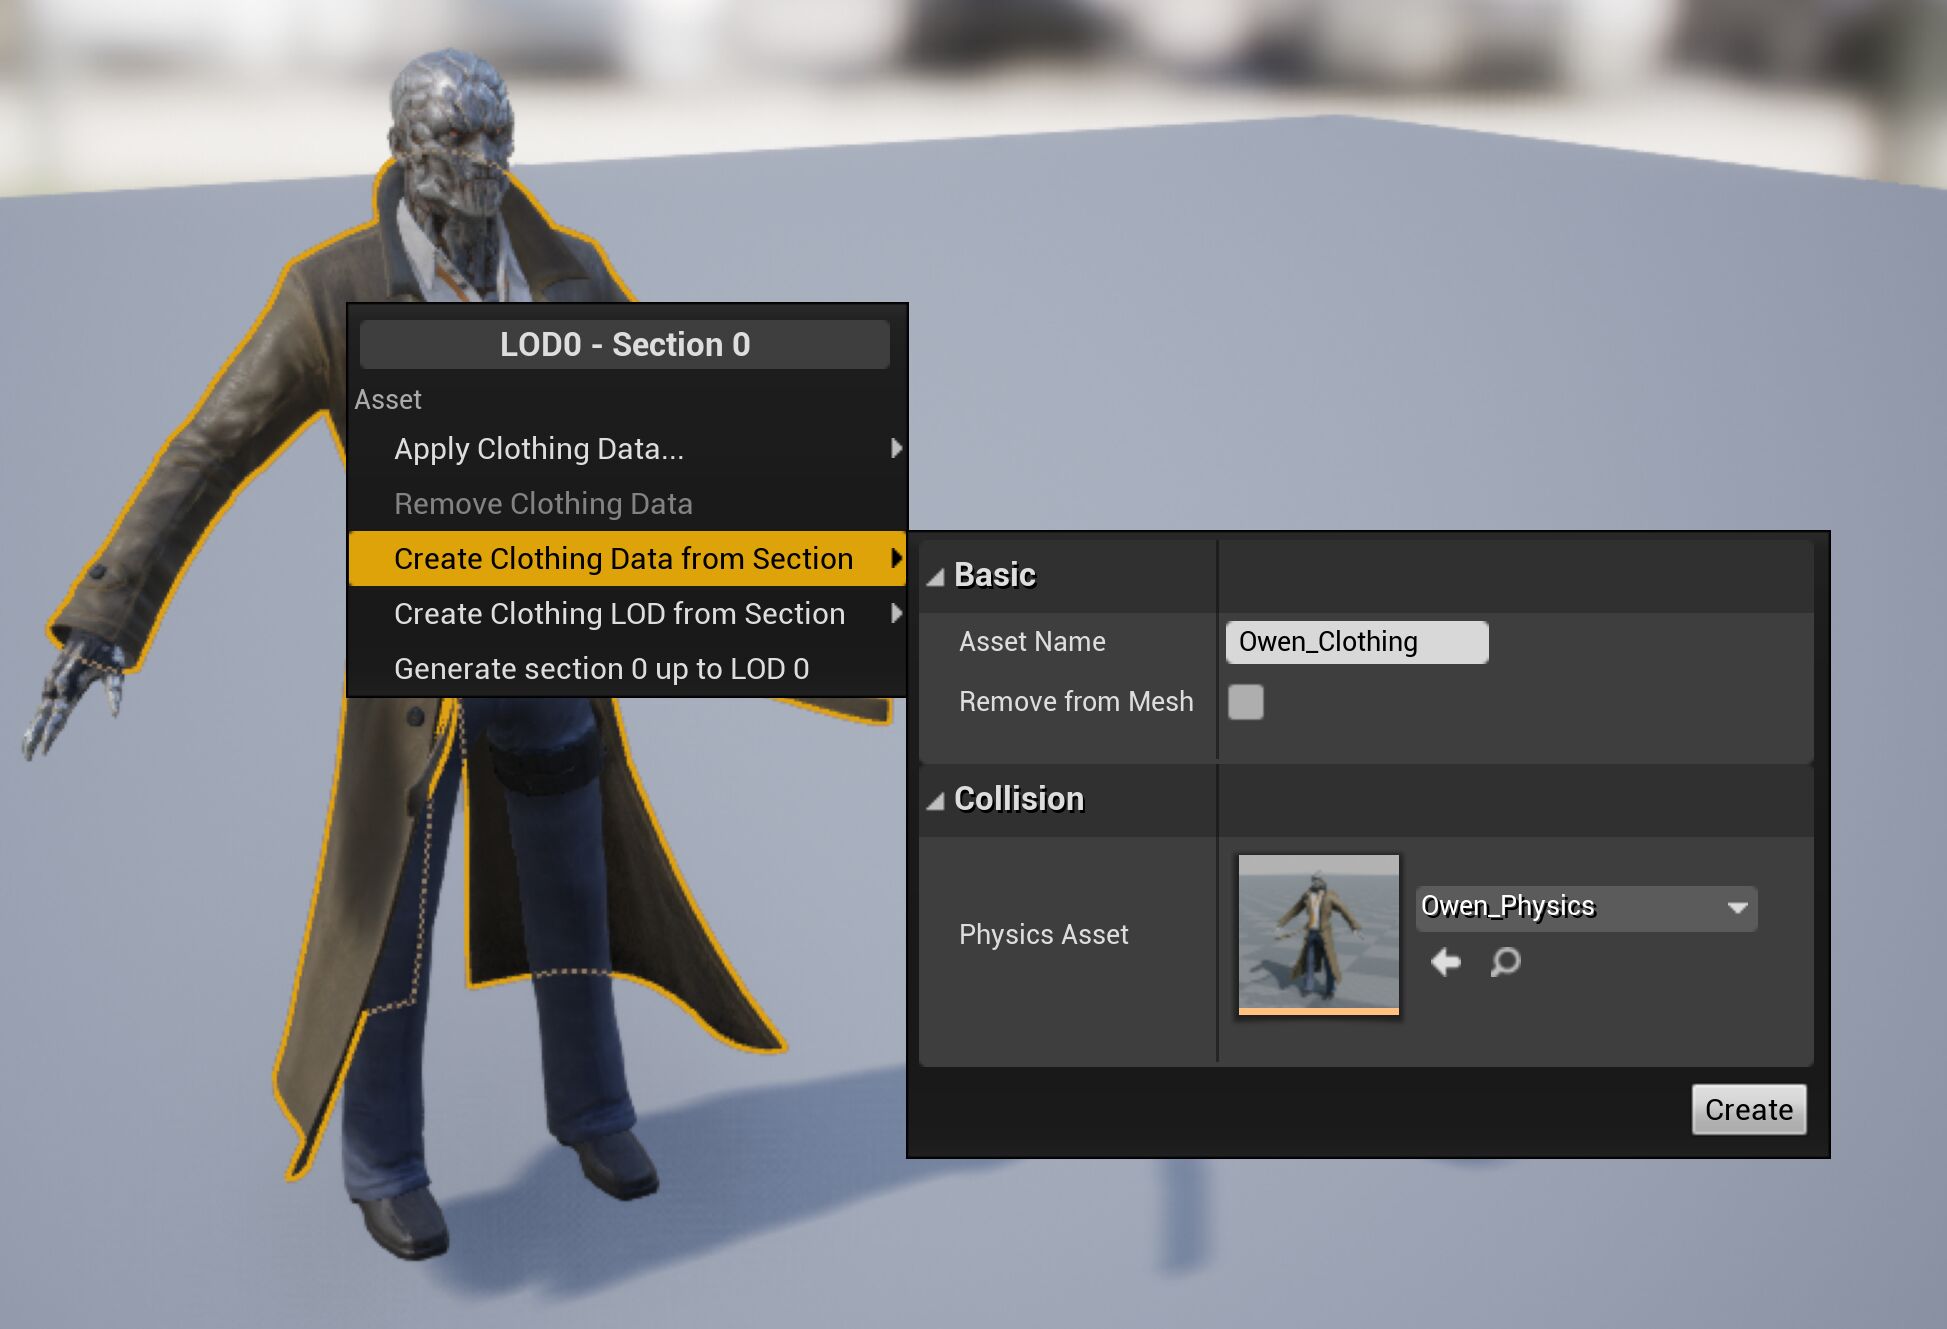 LOD0 - Section 0
Asset
Apply Clothing Data...
Remove Clothing Data
Create Clothing Data from Section
Create Clothing LOD from Section
Generate section 0 up to LOD 0
Basic
Asset Name
Owen_Clothing
Remove from Mesh
Collision
Physics Asset
Owen_Physics
Create